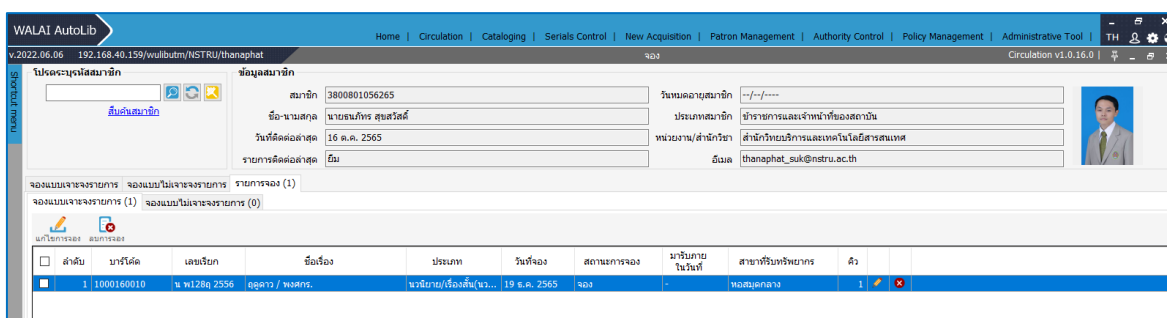 WALAI AutoLib
Home | Circulation | Cataloging | Serials Control | New Acquisition | Patron Management | Authority Control | Policy Management | Administrative Tool | TH
v.2022.06.06 192.168.40.159/wulibutm/NSTRU/thanaphat จอง Circulation v1.0.16.0 |
Shortcut menu
โปรดระบุรหัสสมาชิก ข้อมูลสมาชิก
สมาชิก 3800801056265 วันหมดอายุสมาชิก --/--/----
สืบค้นสมาชิก
ชื่อ-นามสกุล นายธนภัทร สุขสวัสดิ์ ประเภทสมาชิก ข้าราชการและเจ้าหน้าที่ของสถาบัน
วันที่ติดต่อล่าสุด 16 ต.ค. 2565 หน่วยงาน/สำนักวิชา สำนักวิทยบริการและเทคโนโลยีสารสนเทศ
รายการติดต่อล่าสุด ยืม อีเมล thanaphat_suk@nstru.ac.th
จองแบบเจาะจงรายการ จองแบบไม่เจาะจงรายการ รายการจอง (1)
จองแบบเจาะจงรายการ (1) จองแบบไม่เจาะจงรายการ (0)
แก้ไขการจอง ลบการจอง
ลำดับ บาร์โค้ด เลขเรียก ชื่อเรื่อง ประเภท วันที่จอง สถานะการจอง มารับภายในวันที่ สาขาที่รับทรัพยากร คิว
1 1000160010 น พ128ฤ 2556 ฤดูดาว / พงศกร. นวนิยาย/เรื่องสั้น(นว... 19 ธ.ค. 2565 จอง - หอสมุดกลาง 1